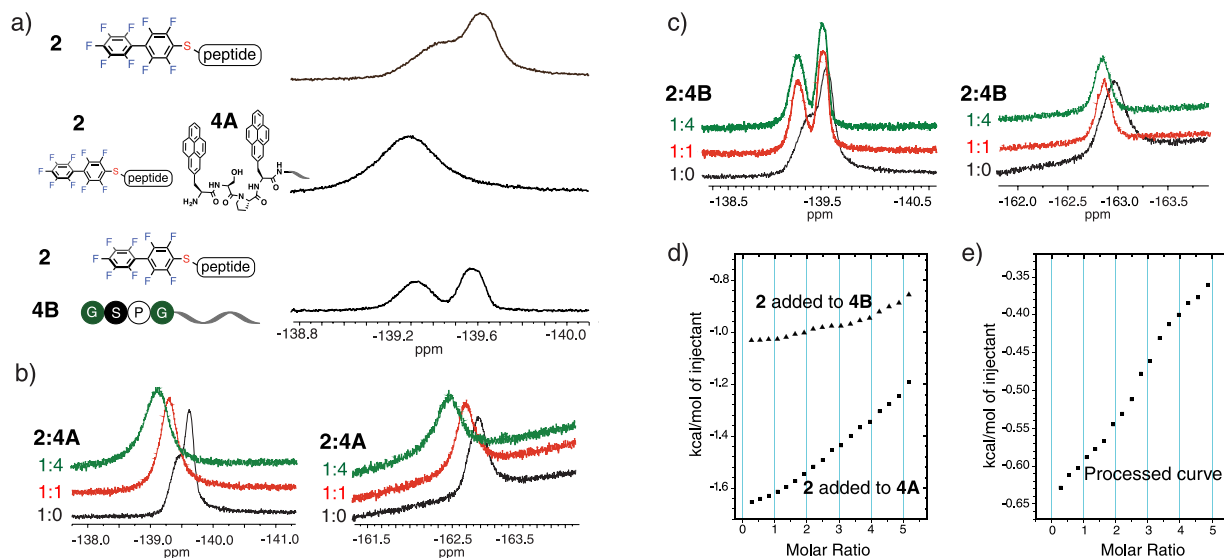 a)
2
F F F F F F F F F S peptide
2
F F F F F F F F F S peptide
4A
OH
H
N
H
N
O
H
N
H2N
O
N
O
O
2
F F F F F F F F F S peptide
4B
G S P G
-138.8 -139.2 -139.6 -140.0
ppm
b)
2:4A
1:4
1:1
1:0
-138.0 -139.0 -140.0 -141.0
ppm
2:4A
1:4
1:1
1:0
-161.5 -162.5 -163.5
ppm
c)
2:4B
1:4
1:1
1:0
-138.5 -139.5 -140.5
ppm
2:4B
1:4
1:1
1:0
-162.0 -162.5 -163.0 -163.5
ppm
d)
kcal/mol of injectant
-0.8
-1.0
-1.2
-1.4
-1.6
2 added to 4B
2 added to 4A
0 1 2 3 4 5
Molar Ratio
e)
kcal/mol of injectant
-0.35
-0.40
-0.45
-0.50
-0.55
-0.60
-0.65
Processed curve
0 1 2 3 4 5
Molar Ratio